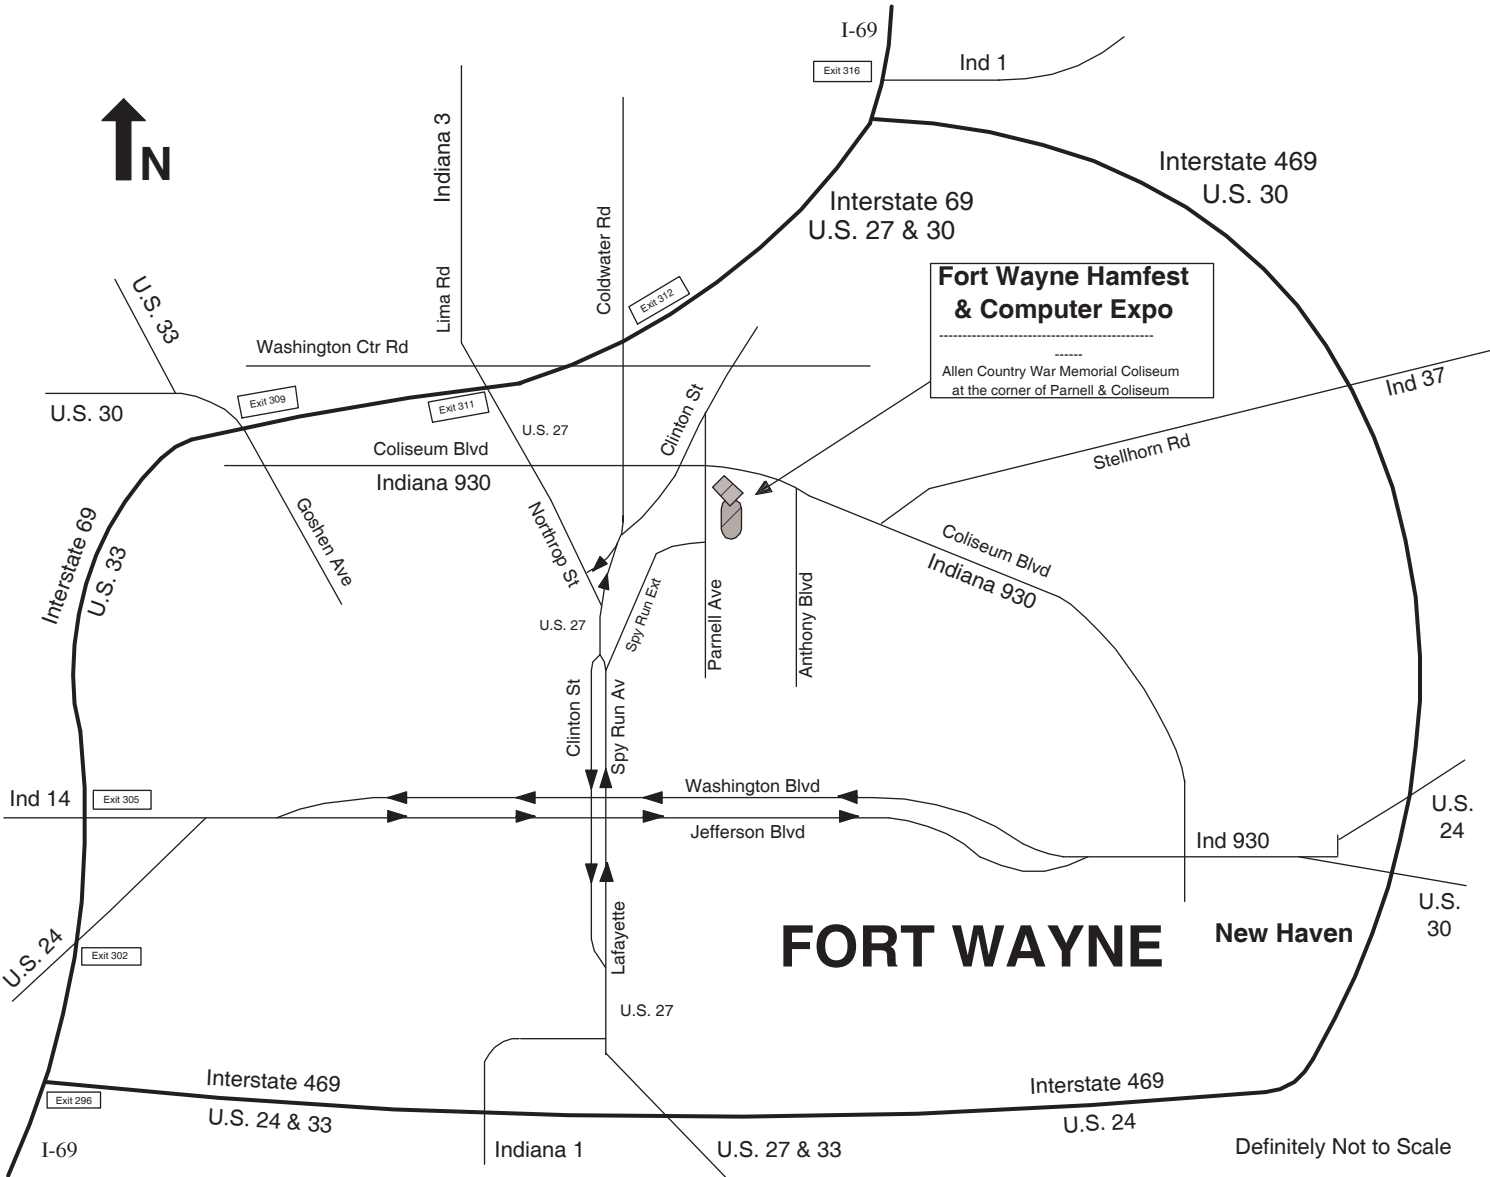 I-69
Exit 316
Ind 1
N
Indiana 3
Interstate 469
U.S. 30
Interstate 69
U.S. 27 & 30
Coldwater Rd
Lima Rd
Exit 312
U.S. 33
Fort Wayne Hamfest
& Computer Expo
--------------------------------------------
------
Allen Country War Memorial Coliseum
at the corner of Parnell & Coliseum
Washington Ctr Rd
Ind 37
U.S. 30
Exit 309
Exit 311
Clinton St
U.S. 27
Coliseum Blvd
Indiana 930
Stellhorn Rd
Goshen Ave
Northrop St
Interstate 69
U.S. 33
Coliseum Blvd
Indiana 930
U.S. 27
Spy Run Ext
Parnell Ave
Anthony Blvd
Clinton St
Spy Run Av
Ind 14
Exit 305
Washington Blvd
Jefferson Blvd
Ind 930
U.S.
24
U.S.
30
Lafayette
FORT WAYNE
New Haven
U.S. 24
Exit 302
U.S. 27
Interstate 469
U.S. 24 & 33
Interstate 469
U.S. 24
Exit 296
I-69
Indiana 1
U.S. 27 & 33
Definitely Not to Scale